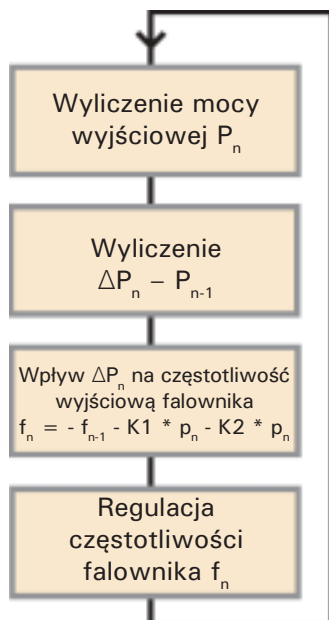 Wyliczenie mocy
wyjściowej Pₙ
Wyliczenie
ΔPₙ – Pₙ₋₁
Wpływ ΔPₙ na częstotliwość
wyjściową falownika
fₙ = - fₙ₋₁ - K1 * pₙ - K2 * pₙ
Regulacja
częstotliwości
falownika fₙ